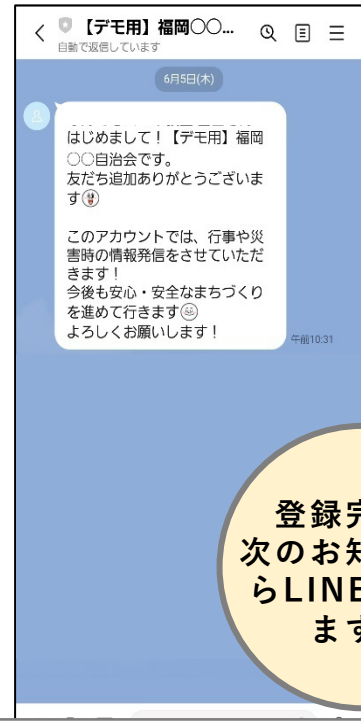 【デモ用】福岡〇〇...
自動で返信しています
6月5日(木)
はじめまして！【デモ用】福岡
〇〇自治会です。
友だち追加ありがとうございま
す
このアカウントでは、行事や災
害時の情報発信をさせていただ
きます！
今後も安心・安全なまちづくり
を進めて行きます
よろしくお願いします！
午前10:31
登録完
次のお知
らLINE
ます